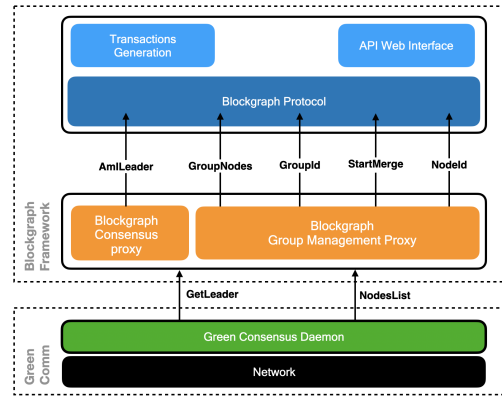 Transactions
Generation
API Web Interface
Blockgraph Protocol
AmILeader
GroupNodes
GroupId
StartMerge
NodeId
Blockgraph
Framework
Blockgraph
Consensus
proxy
Blockgraph
Group Management Proxy
GetLeader
NodesList
Green
Comm
Green Consensus Daemon
Network